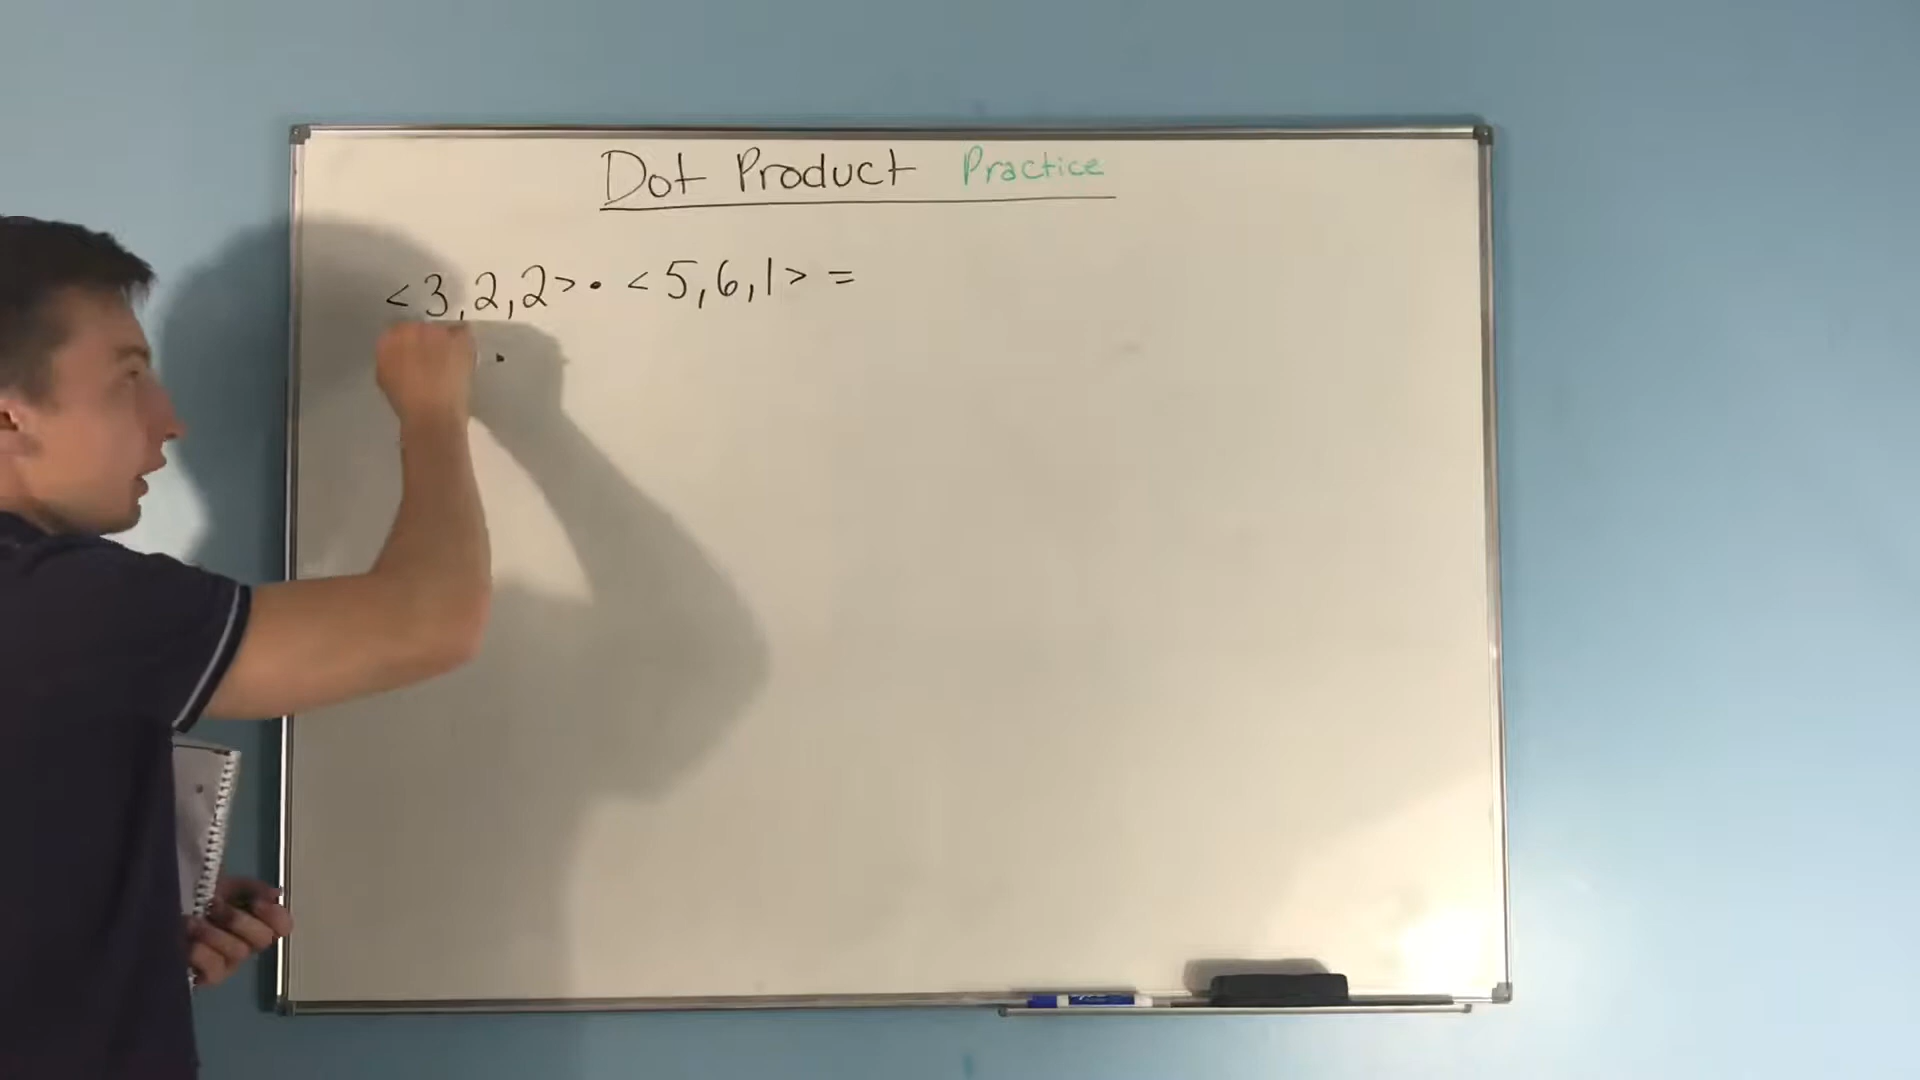 Dot Product Practice
<3,2,2> • <5,6,1> =
•